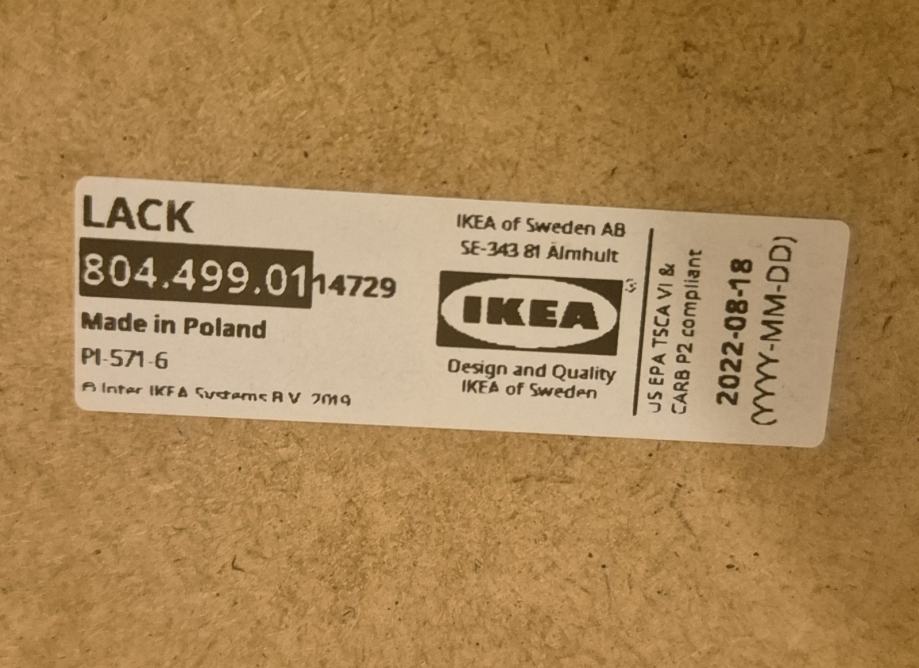 LACK
804.499.01 14729
Made in Poland
PI-571-6
© Inter IKEA Systems B V 2019
IKEA of Sweden AB
SE-343 81 Älmhult
IKEA
Design and Quality
IKEA of Sweden
US EPA TSCA VI &
CARB P2 compliant
2022-08-18
(YYYY-MM-DD)